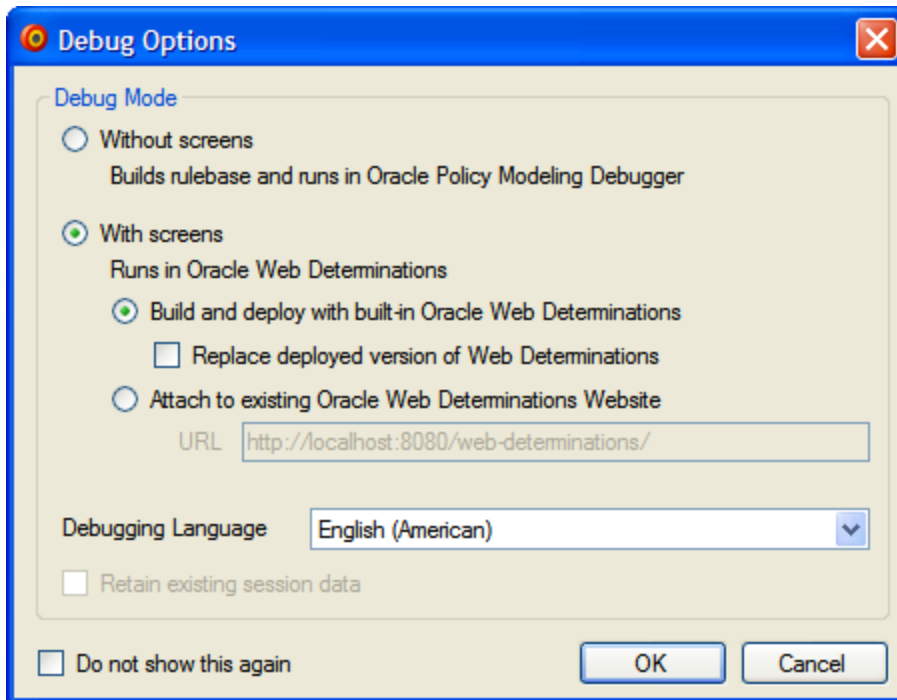 Debug Options
Debug Mode
Without screens
Builds rulebase and runs in Oracle Policy Modeling Debugger
With screens
Runs in Oracle Web Determinations
Build and deploy with built-in Oracle Web Determinations
Replace deployed version of Web Determinations
Attach to existing Oracle Web Determinations Website
URL http://localhost:8080/web-determinations/
Debugging Language English (American)
Retain existing session data
Do not show this again OK Cancel